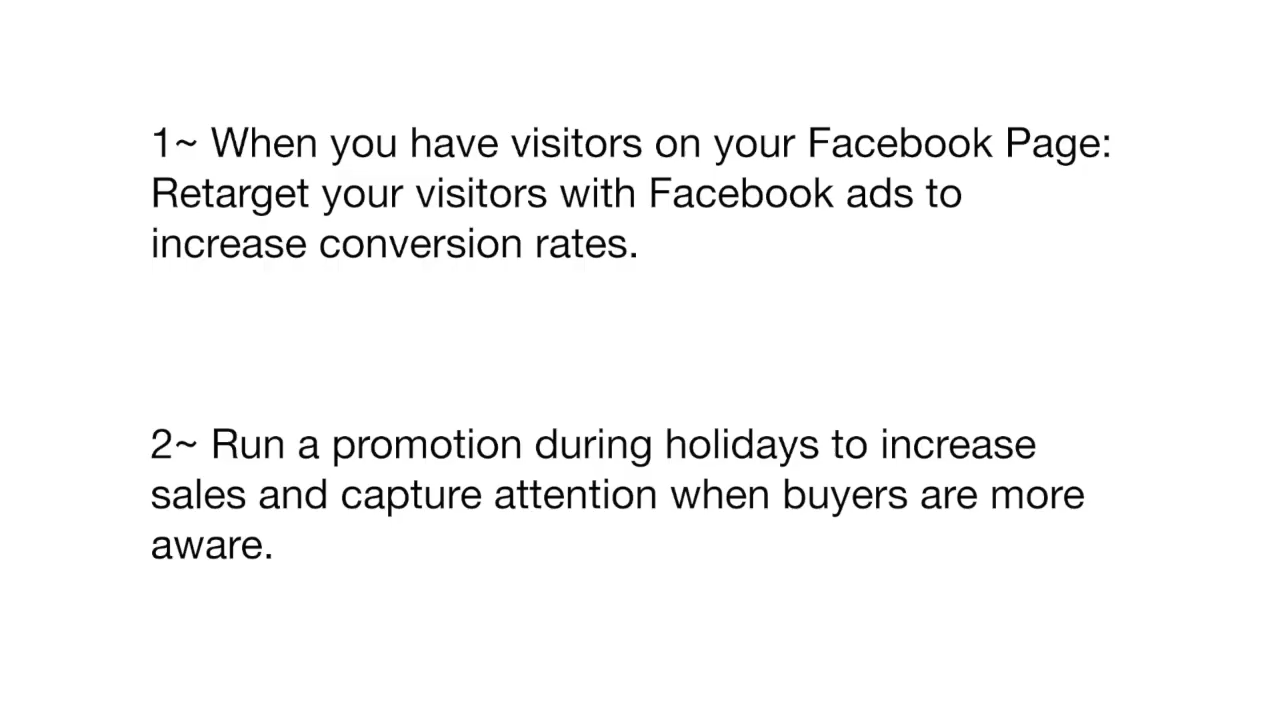 1~ When you have visitors on your Facebook Page:
Retarget your visitors with Facebook ads to
increase conversion rates.
2~ Run a promotion during holidays to increase
sales and capture attention when buyers are more
aware.